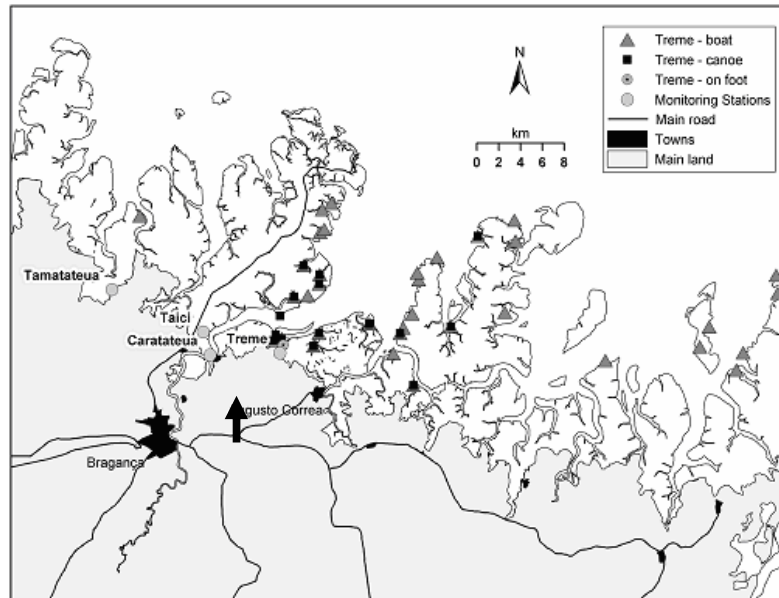 N
km
0 2 4 6 8
Treme - boat
Treme - canoe
Treme - on foot
Monitoring Stations
Main road
Towns
Main land
Tamatateua
Taici
Caratateua
Treme
gusto Correa
Bragança